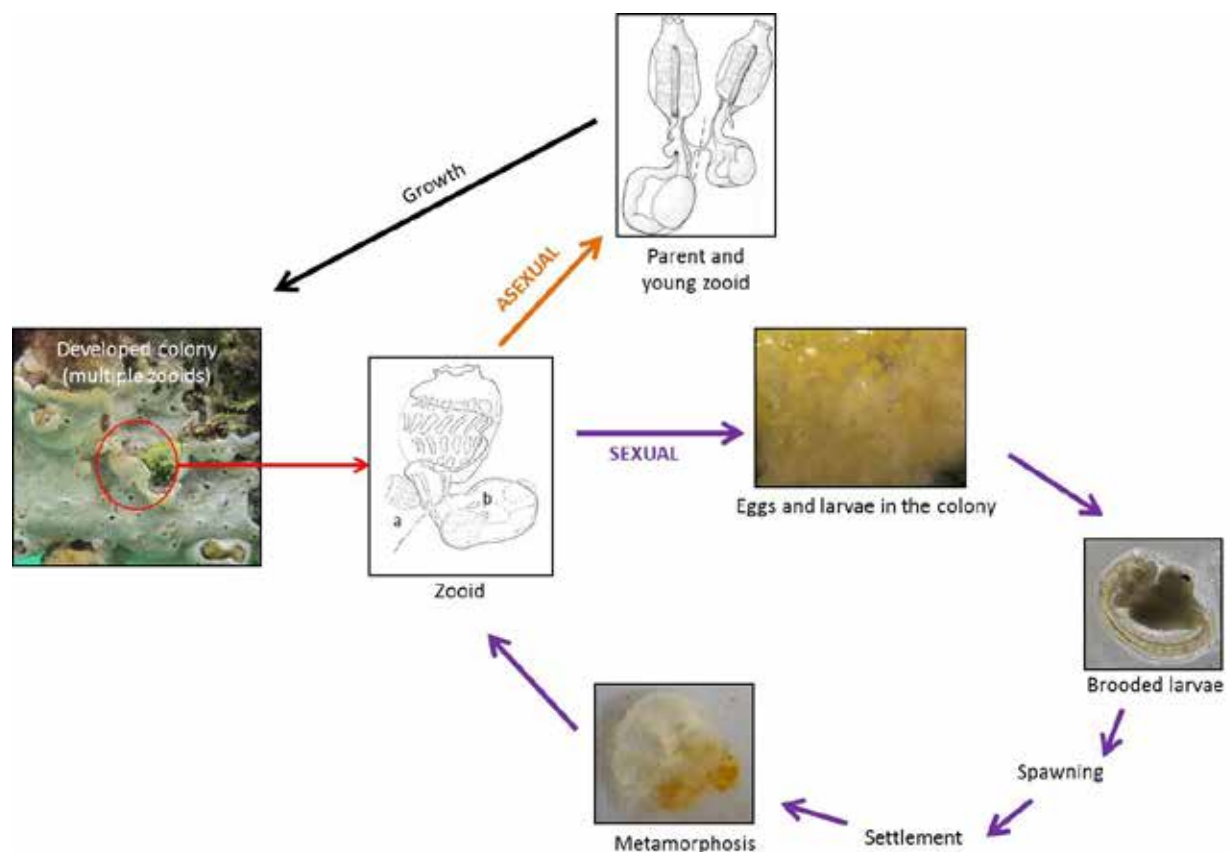 Growth
ASEXUAL
Parent and
young zooid
Developed colony
(multiple zooids)
a
b
Zooid
SEXUAL
Eggs and larvae in the colony
Brooded larvae
Spawning
Settlement
Metamorphosis